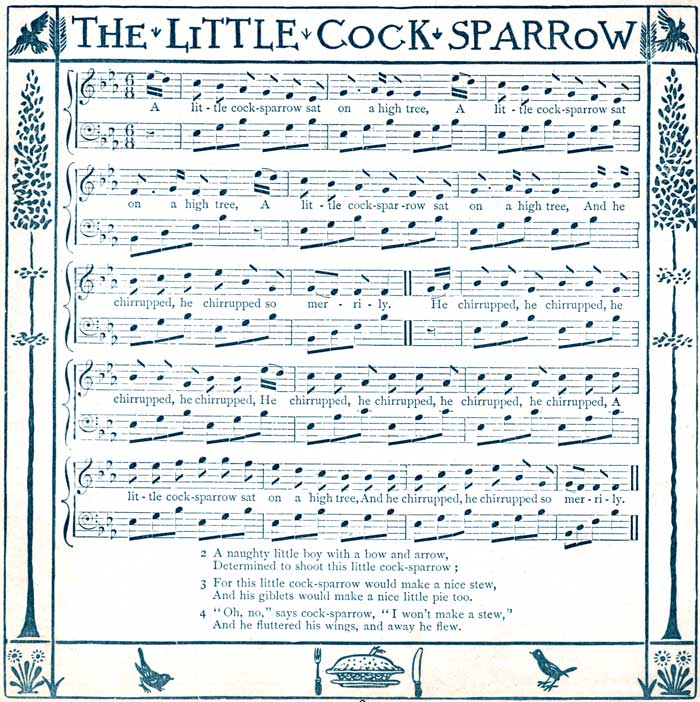 THE LITTLE COCK SPARROW
A lit - tle cock-sparrow sat on a high tree, A lit - tle cock-sparrow sat
on a high tree, A lit - tle cock-spar-row sat on a high tree, And he
chirrupped, he chirrupped so mer - ri - ly. He chirrupped, he chirrupped, he
chirrupped, he chirrupped, He chirrupped, he chirrupped, he chirrupped, he chirrupped, A
lit - tle cock-sparrow sat on a high tree, And he chirrupped, he chirrupped so mer - ri - ly.
2 A naughty little boy with a bow and arrow,
Determined to shoot this little cock-sparrow ;
3 For this little cock-sparrow would make a nice stew,
And his giblets would make a nice little pie too.
4 “ Oh, no,” says cock-sparrow, “ I won't make a stew,”
And he fluttered his wings, and away he flew.